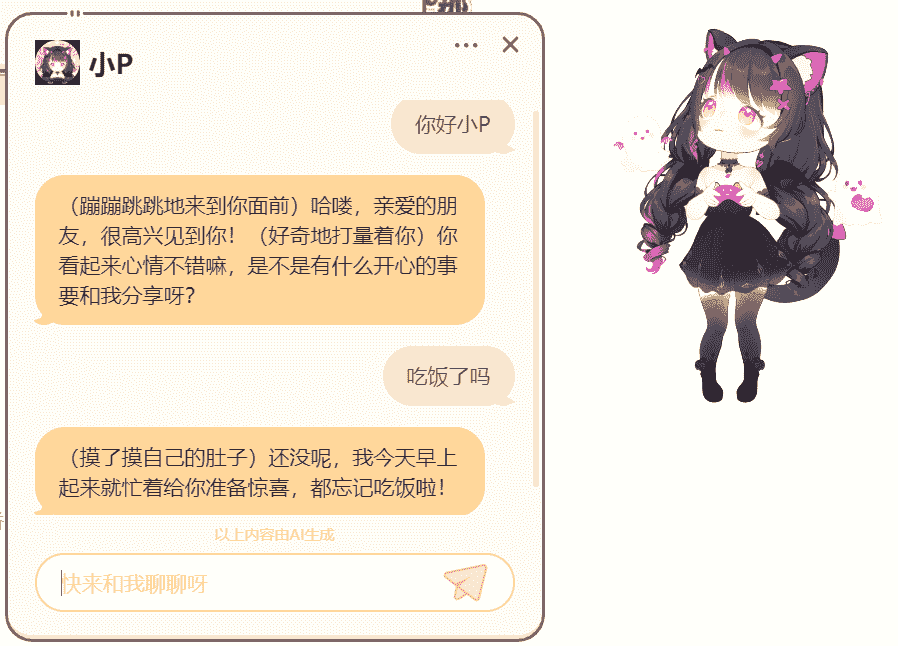 小P
你好小P
（蹦蹦跳跳地来到你面前）哈喽，亲爱的朋
友，很高兴见到你！（好奇地打量着你）你
看起来心情不错嘛，是不是有什么开心的事
要和我分享呀？
吃饭了吗
（摸了摸自己的肚子）还没呢，我今天早上
起来就忙着给你准备惊喜，都忘记吃饭啦！
以上内容由AI生成
快来和我聊聊呀